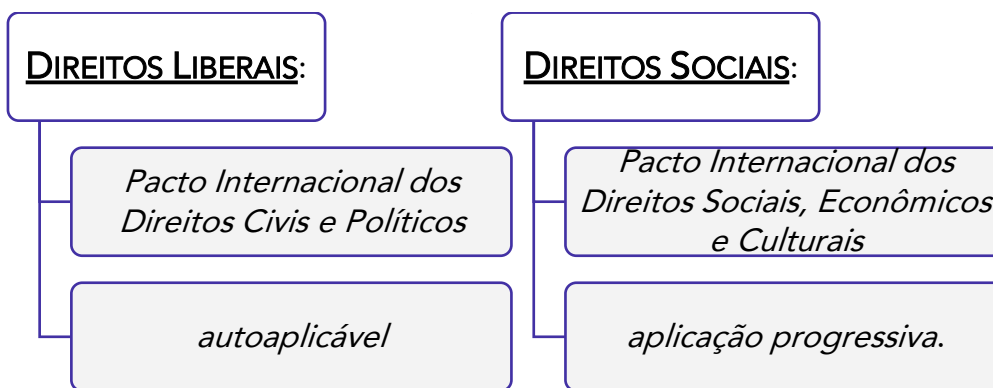 DIREITOS LIBERAIS:
Pacto Internacional dos
Direitos Civis e Políticos
autoaplicável
DIREITOS SOCIAIS:
Pacto Internacional dos
Direitos Sociais, Econômicos
e Culturais
aplicação progressiva.